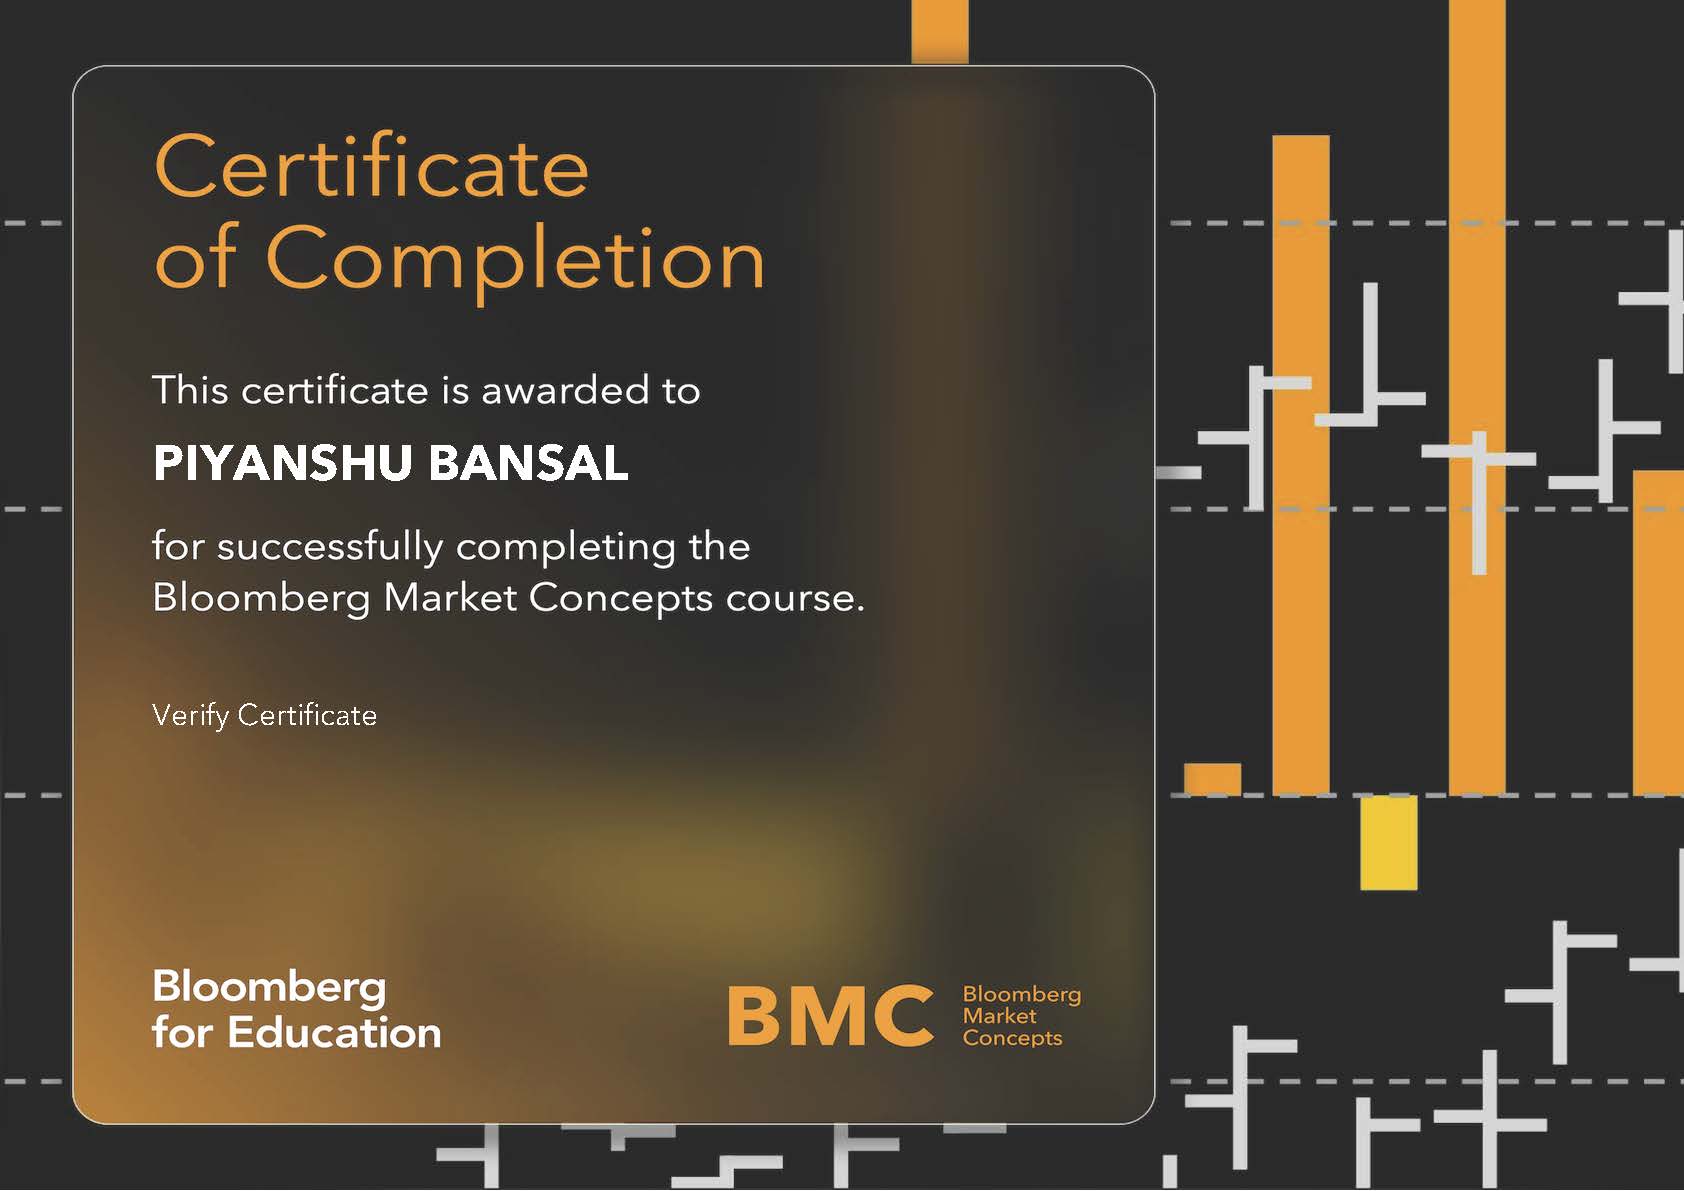 Certificate
of Completion
This certificate is awarded to
PIYANSHU BANSAL
for successfully completing the
Bloomberg Market Concepts course.
Verify Certificate
Bloomberg
for Education
BMC
Bloomberg
Market
Concepts